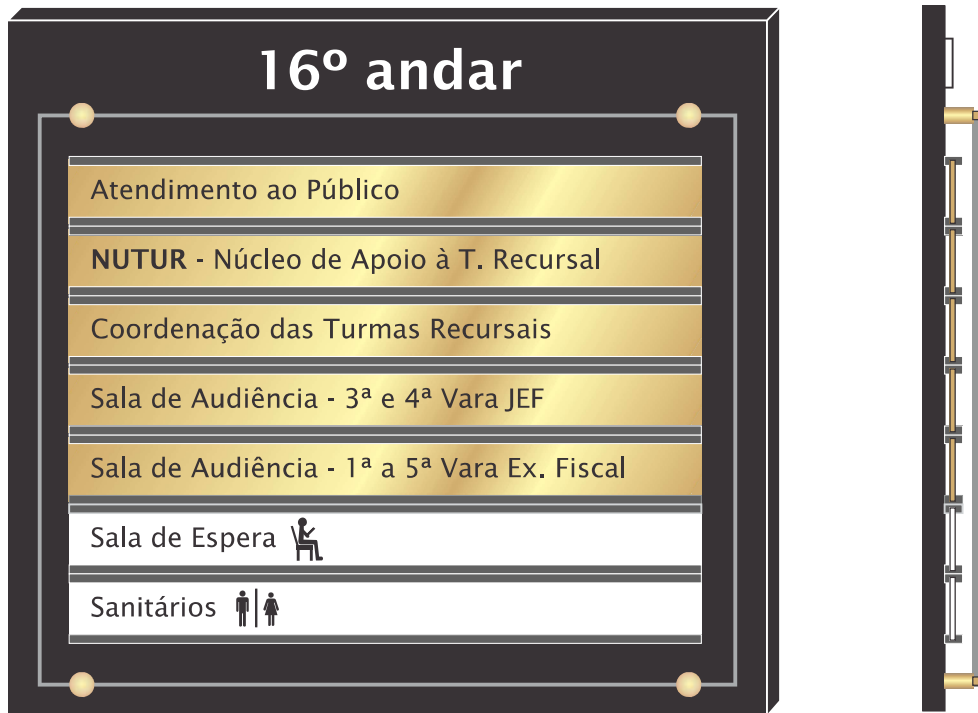 16º andar
Atendimento ao Público
NUTUR - Núcleo de Apoio à T. Recursal
Coordenação das Turmas Recursais
Sala de Audiência - 3ª e 4ª Vara JEF
Sala de Audiência - 1ª a 5ª Vara Ex. Fiscal
Sala de Espera
Sanitários